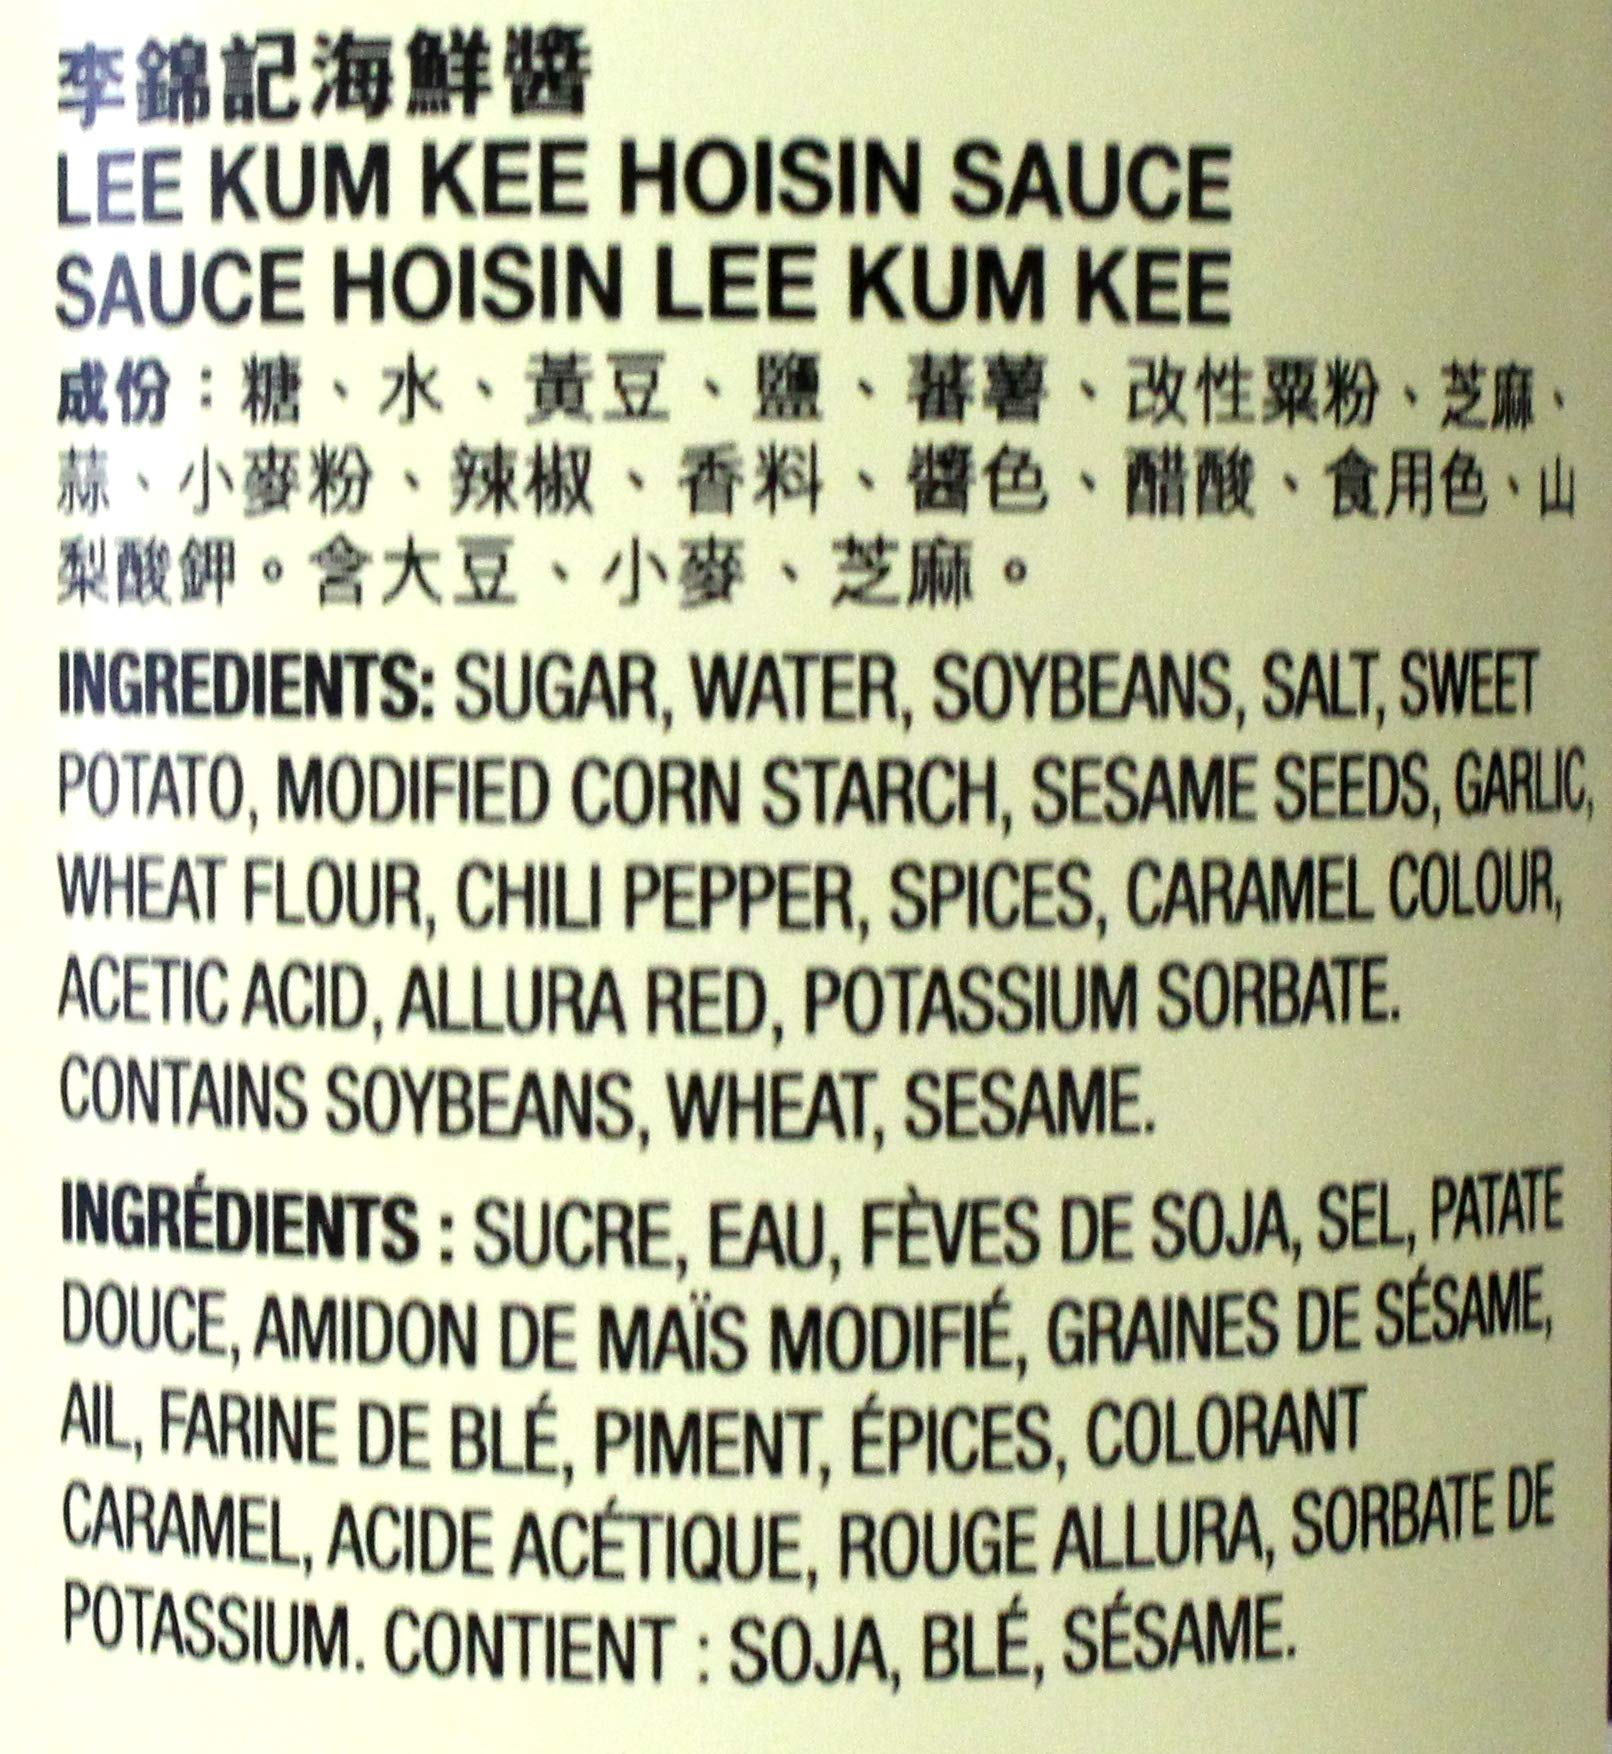 李錦記海鮮醬
LEE KUM KEE HOISIN SAUCE
SAUCE HOISIN LEE KUM KEE
成份：糖、水、黃豆、鹽、蕃薯、改性粟粉、芝麻、
蒜、小麥粉、辣椒、香料、醬色、醋酸、食用色、山
梨酸鉀。含大豆、小麥、芝麻。
INGREDIENTS: SUGAR, WATER, SOYBEANS, SALT, SWEET
POTATO, MODIFIED CORN STARCH, SESAME SEEDS, GARLIC,
WHEAT FLOUR, CHILI PEPPER, SPICES, CARAMEL COLOUR,
ACETIC ACID, ALLURA RED, POTASSIUM SORBATE.
CONTAINS SOYBEANS, WHEAT, SESAME.
INGRÉDIENTS : SUCRE, EAU, FÈVES DE SOJA, SEL, PATATE
DOUCE, AMIDON DE MAÏS MODIFIÉ, GRAINES DE SÉSAME,
AIL, FARINE DE BLÉ, PIMENT, ÉPICES, COLORANT
CARAMEL, ACIDE ACÉTIQUE, ROUGE ALLURA, SORBATE DE
POTASSIUM. CONTIENT : SOJA, BLÉ, SÉSAME.